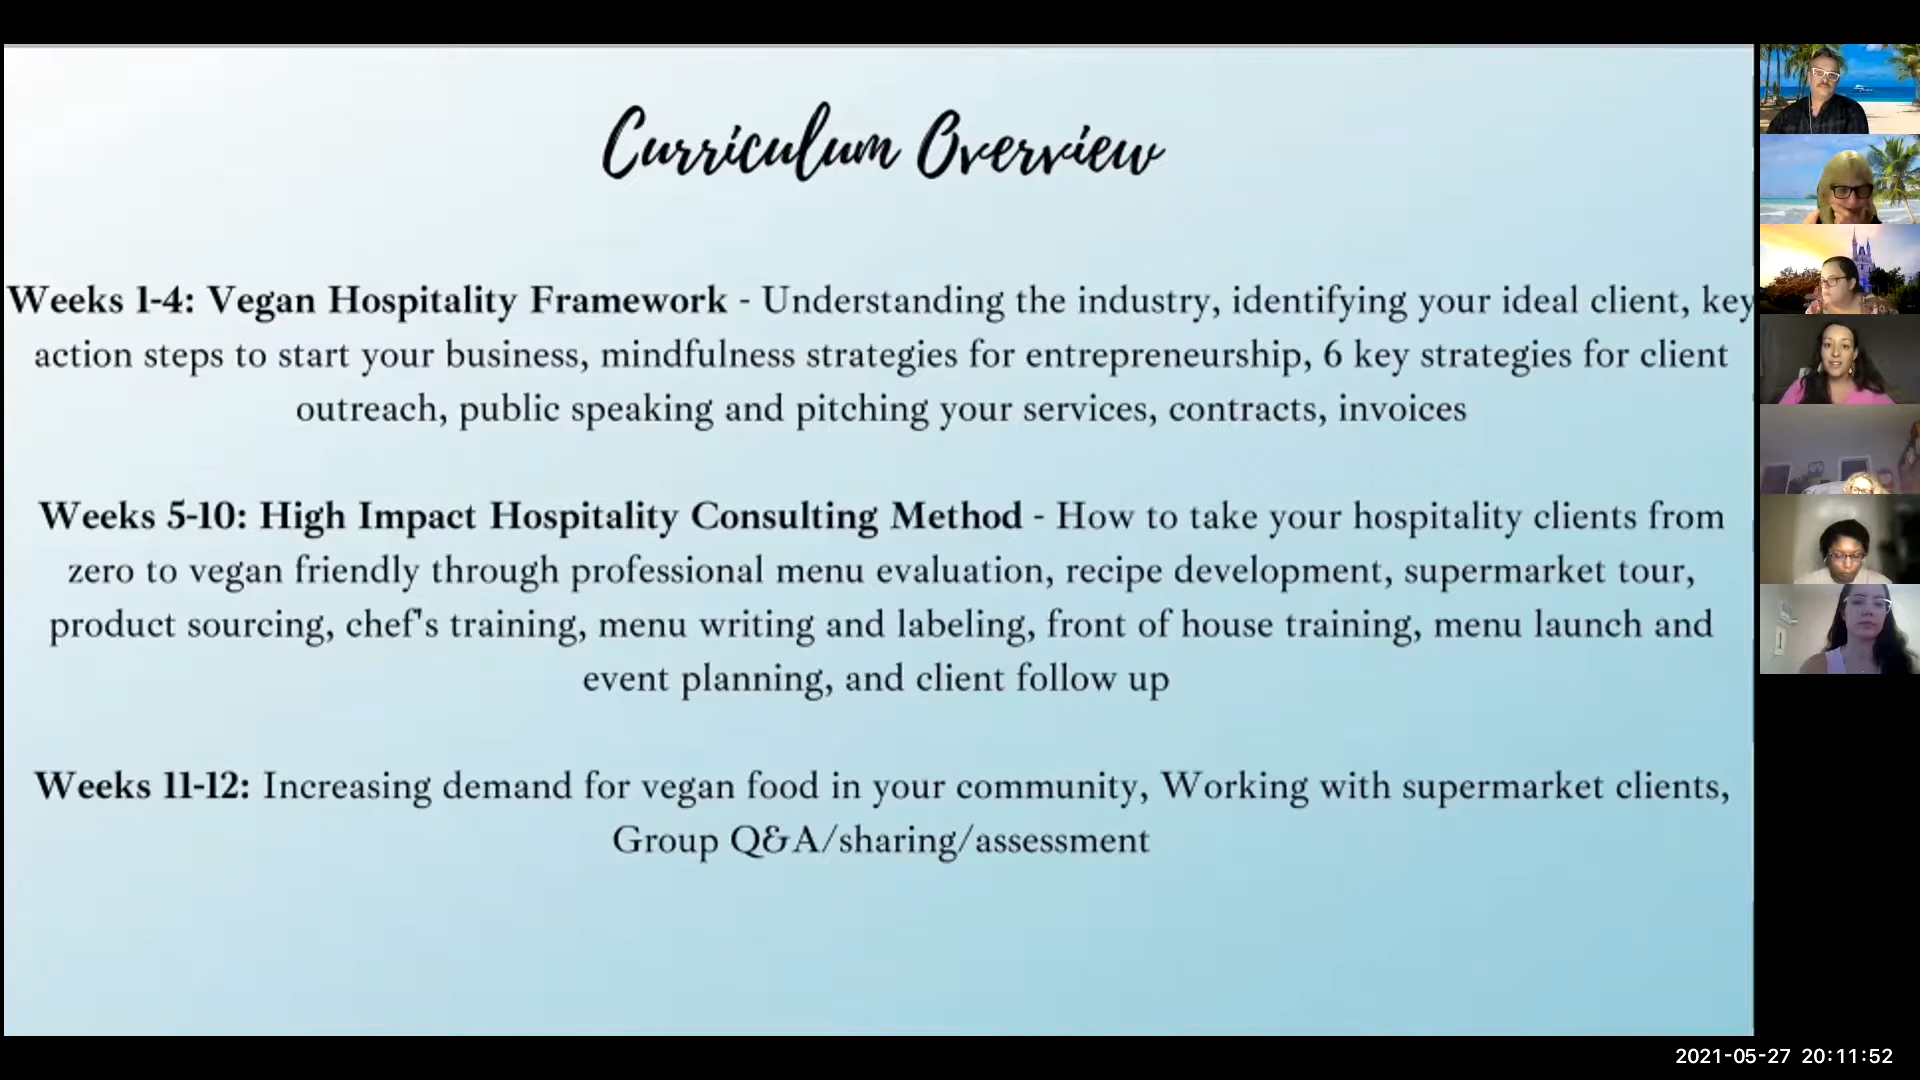 Curriculum Overview
Weeks 1-4: Vegan Hospitality Framework - Understanding the industry, identifying your ideal client, key
action steps to start your business, mindfulness strategies for entrepreneurship, 6 key strategies for client
outreach, public speaking and pitching your services, contracts, invoices
Weeks 5-10: High Impact Hospitality Consulting Method - How to take your hospitality clients from
zero to vegan friendly through professional menu evaluation, recipe development, supermarket tour,
product sourcing, chef's training, menu writing and labeling, front of house training, menu launch and
event planning, and client follow up
Weeks 11-12: Increasing demand for vegan food in your community, Working with supermarket clients,
Group Q&A/sharing/assessment
2021-05-27 20:11:52